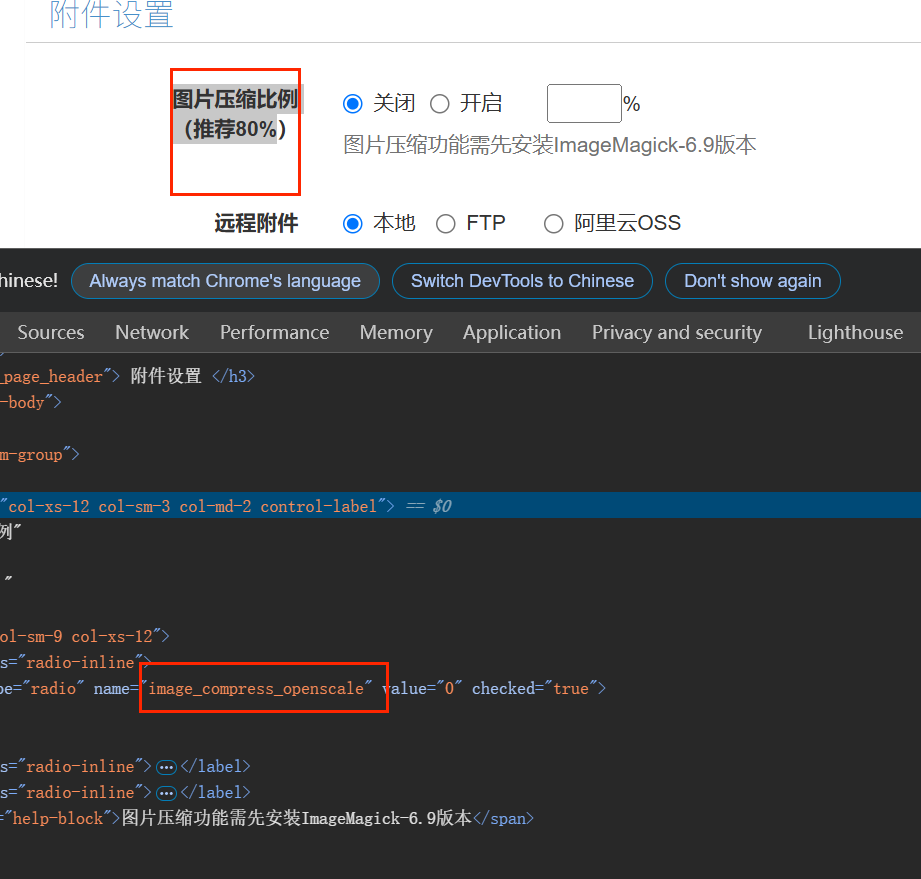 附件设置
图片压缩比例
(推荐80%)
关闭 开启 %
图片压缩功能需先安装ImageMagick-6.9版本
远程附件 本地 FTP 阿里云OSS
hinese! Always match Chrome's language Switch DevTools to Chinese Don't show again
Sources Network Performance Memory Application Privacy and security Lighthouse
_page_header"> 附件设置 </h3>
-body">
m-group">
"col-xs-12 col-sm-3 col-md-2 control-label"> == $0
例"
"
ol-sm-9 col-xs-12">
s="radio-inline">
pe="radio" name="image_compress_openscale" value="0" checked="true">
s="radio-inline"> ⋯ </label>
s="radio-inline"> ⋯ </label>
="help-block">图片压缩功能需先安装ImageMagick-6.9版本</span>